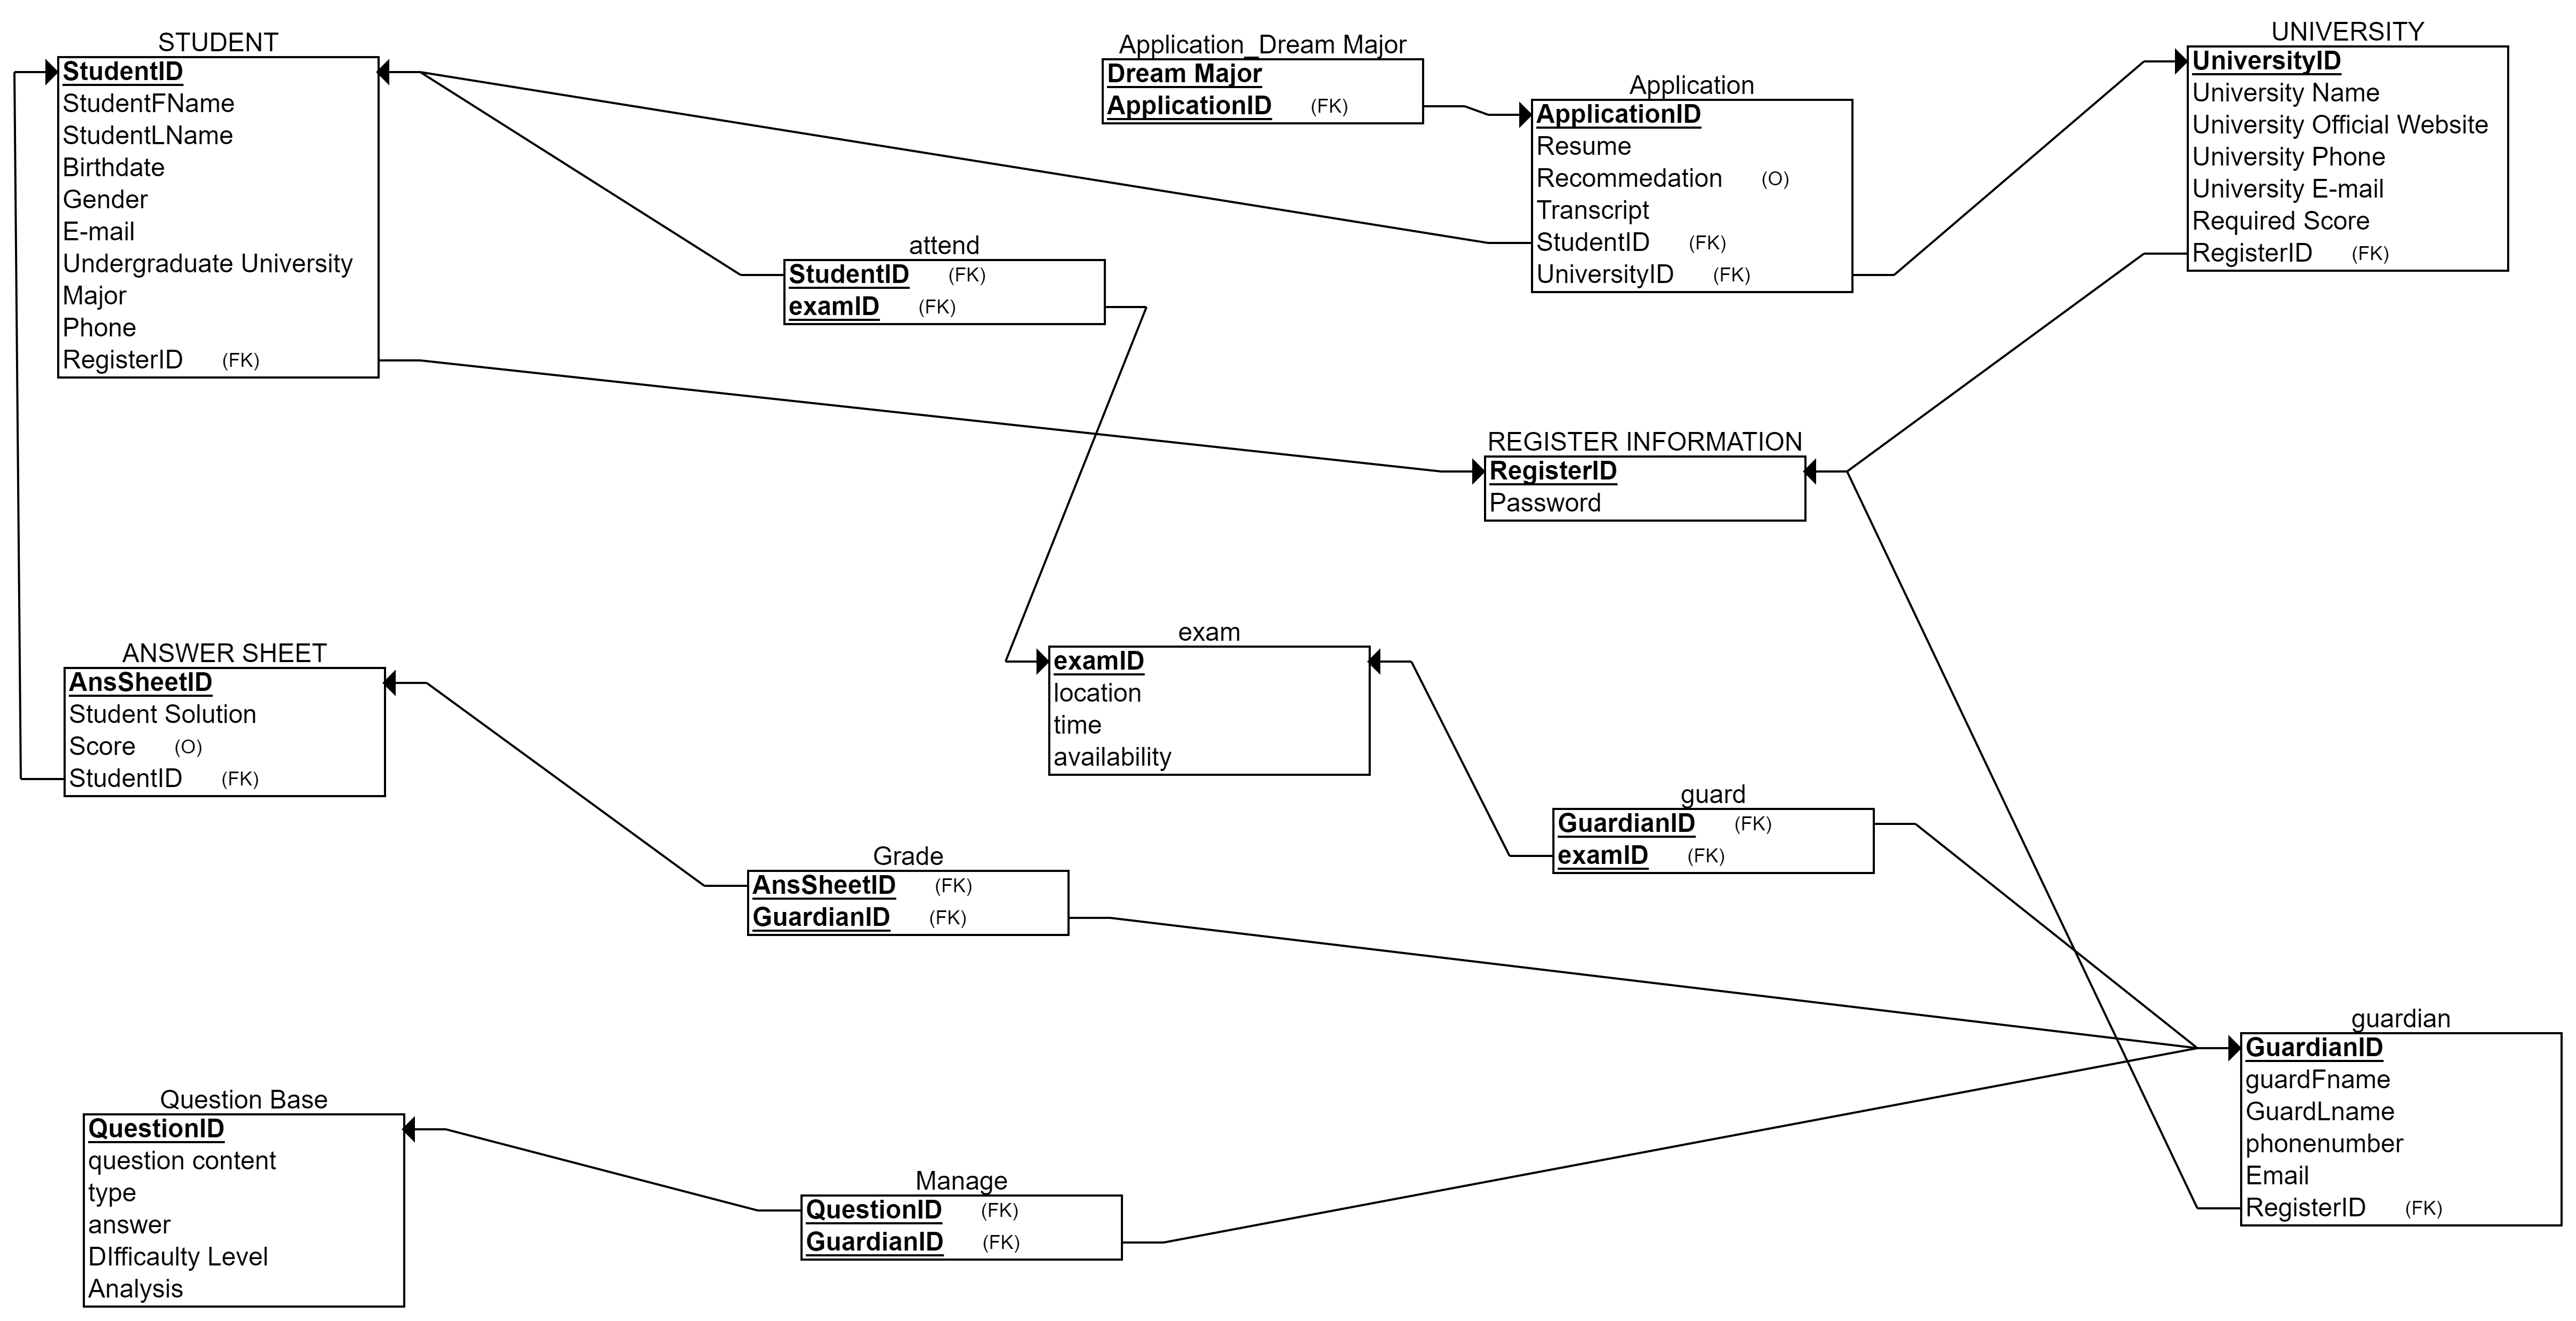 STUDENT
StudentID
StudentFName
StudentLName
Birthdate
Gender
E-mail
Undergraduate University
Major
Phone
RegisterID (FK)
Application_Dream Major
Dream Major
ApplicationID (FK)
Application
ApplicationID
Resume
Recommedation (O)
Transcript
StudentID (FK)
UniversityID (FK)
UNIVERSITY
UniversityID
University Name
University Official Website
University Phone
University E-mail
Required Score
RegisterID (FK)
attend
StudentID (FK)
examID (FK)
REGISTER INFORMATION
RegisterID
Password
ANSWER SHEET
AnsSheetID
Student Solution
Score (O)
StudentID (FK)
exam
examID
location
time
availability
guard
GuardianID (FK)
examID (FK)
Grade
AnsSheetID (FK)
GuardianID (FK)
guardian
GuardianID
guardFname
GuardLname
phonenumber
Email
RegisterID (FK)
Question Base
QuestionID
question content
type
answer
DIfficaulty Level
Analysis
Manage
QuestionID (FK)
GuardianID (FK)